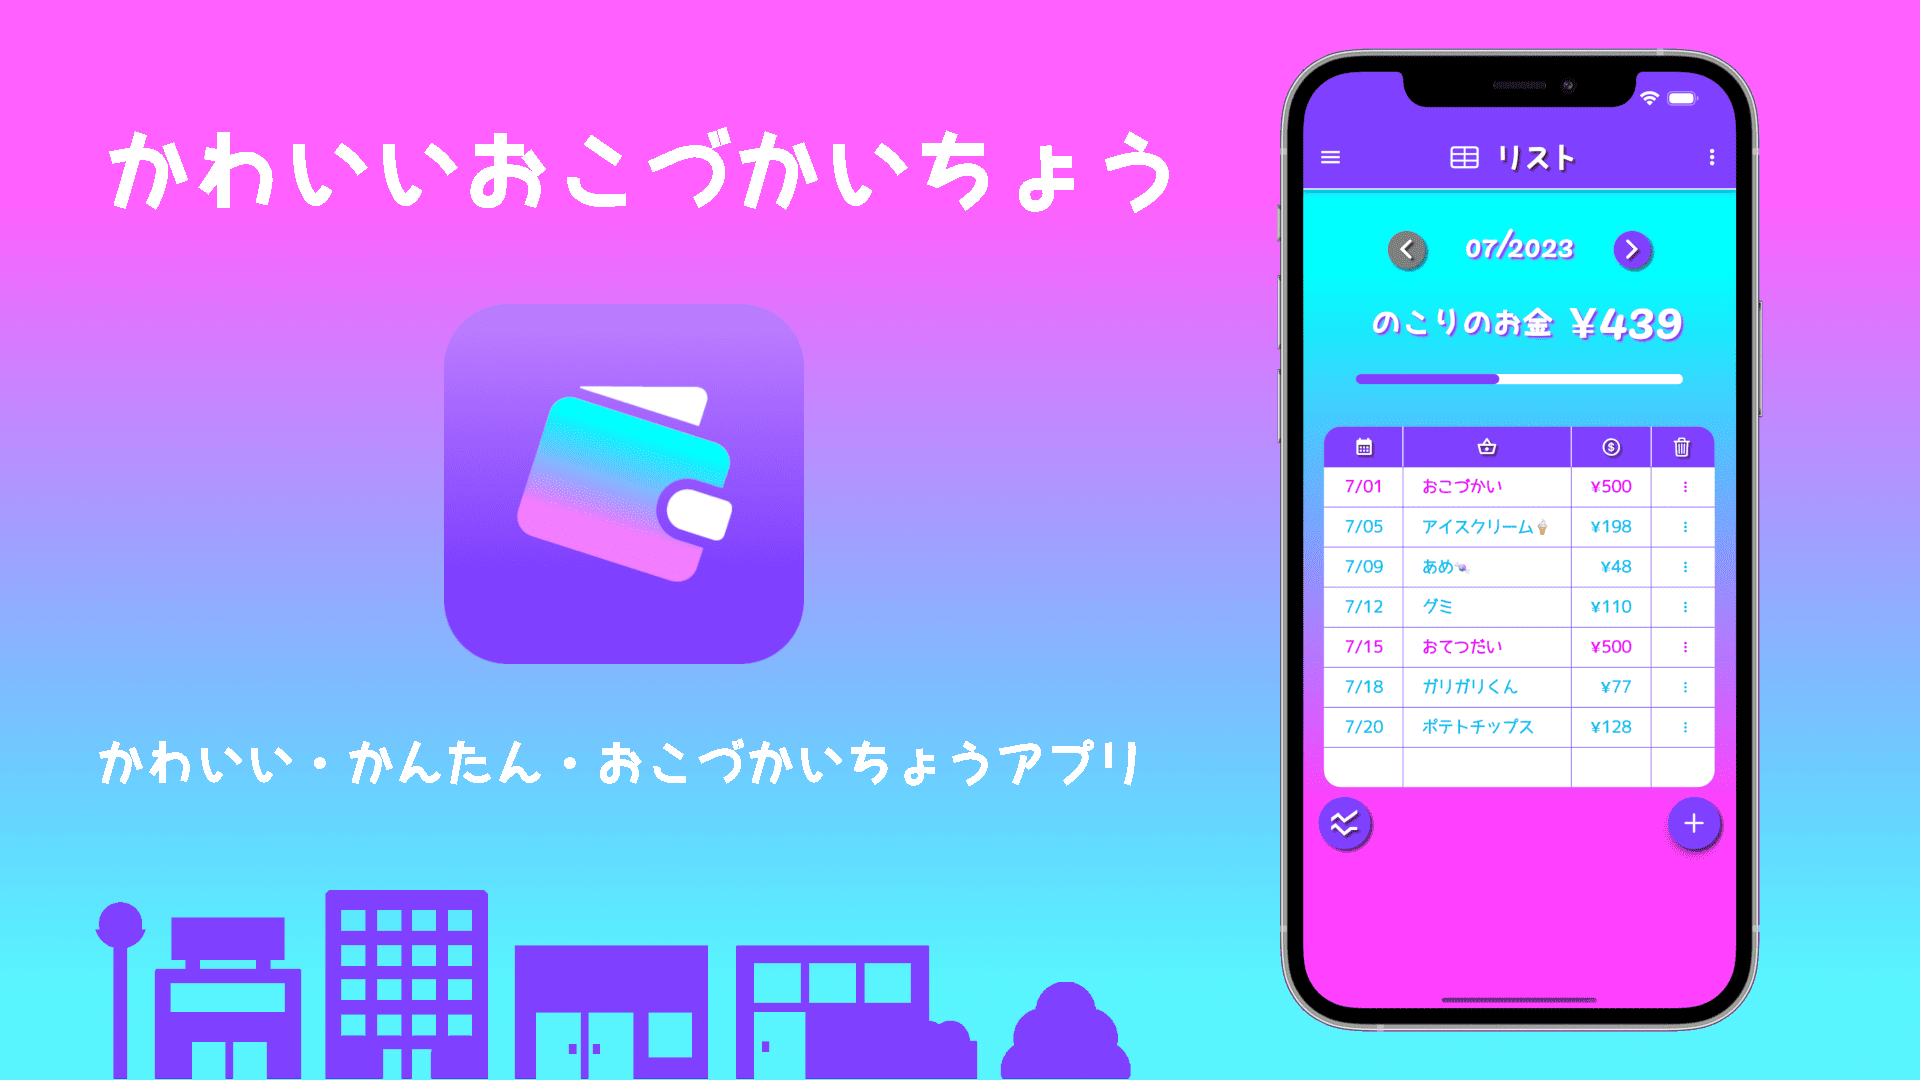 かわいいおこづかいちょう
かわいい・かんたん・おこづかいちょうアプリ
リスト
07/2023
のこりのお金 ¥439
7/01 おこづかい ¥500
7/05 アイスクリーム🍦 ¥198
7/09 あめ🍬 ¥48
7/12 グミ ¥110
7/15 おてつだい ¥500
7/18 ガリガリくん ¥77
7/20 ポテトチップス ¥128